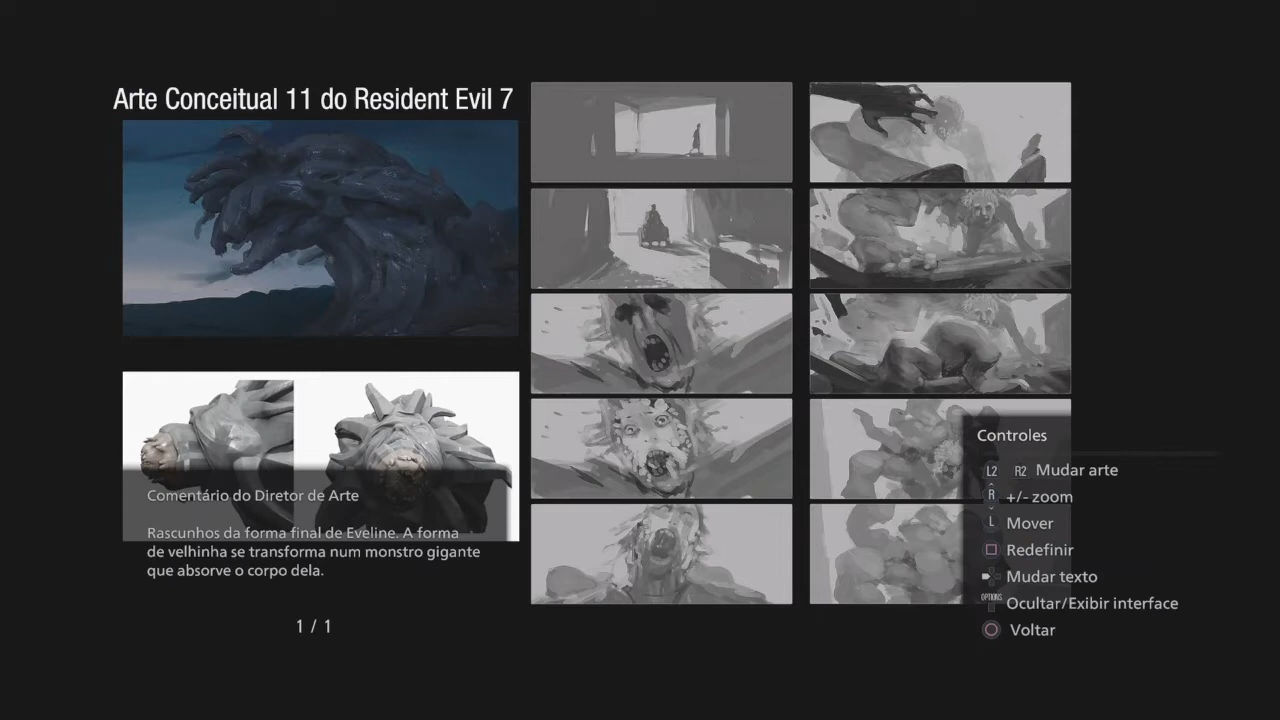 Arte Conceitual 11 do Resident Evil 7
Comentário do Diretor de Arte
Rascunhos da forma final de Eveline. A forma
de velhinha se transforma num monstro gigante
que absorve o corpo dela.
1 / 1
Controles
L2 R2 Mudar arte
R +/- zoom
L Mover
Redefinir
Mudar texto
OPTIONS Ocultar/Exibir interface
Voltar